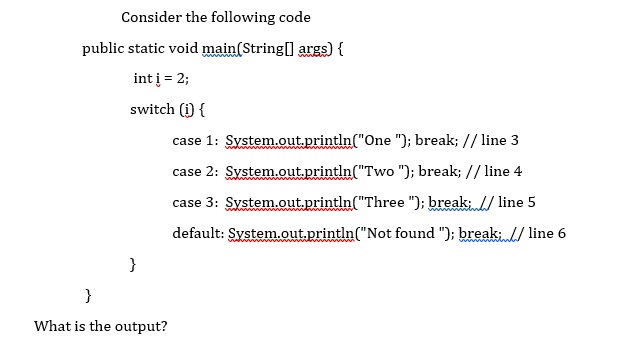 Consider the following code
public static void main(String[] args) {
int i = 2;
switch (i) {
case 1: System.out.println("One "); break; // line 3
case 2: System.out.println("Two "); break; // line 4
case 3: System.out.println("Three "); break; // line 5
default: System.out.println("Not found "); break; // line 6
}
}
What is the output?